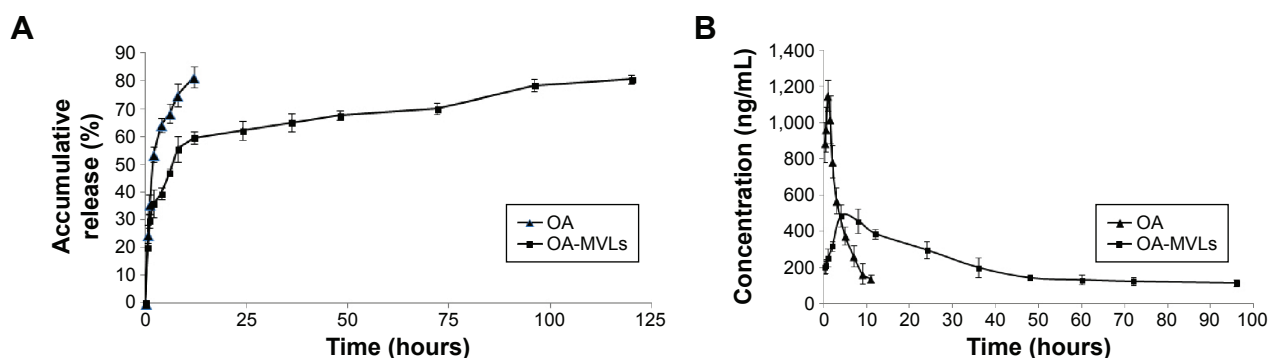 A
Accumulative
release (%)
90
80
70
60
50
40
30
20
10
0
0 25 50 75 100 125
Time (hours)
OA
OA-MVLs
B
Concentration (ng/mL)
1,400
1,200
1,000
800
600
400
200
0
0 10 20 30 40 50 60 70 80 90 100
Time (hours)
OA
OA-MVLs